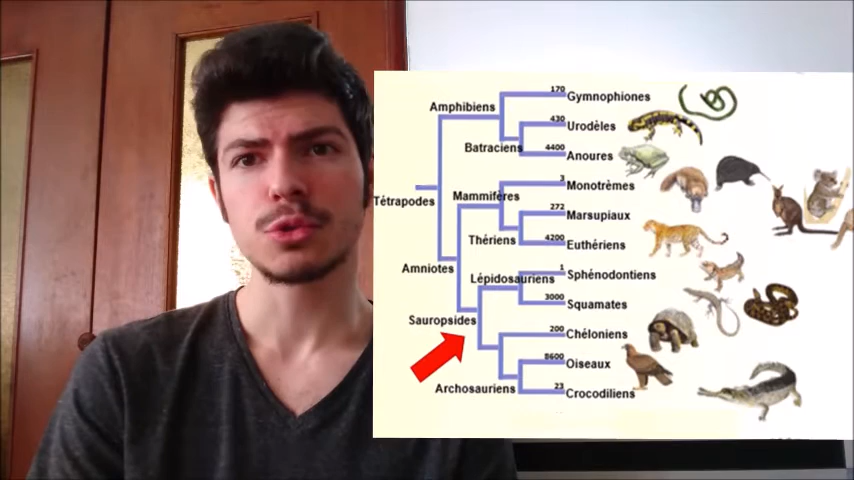 170
Gymnophiones
Amphibiens
430
Urodèles
Batraciens
4400
Anoures
3
Monotrèmes
Tétrapodes
Mammifères
272
Marsupiaux
Thériens
4200
Euthériens
Amniotes
1
Sphénodontiens
Lépidosauriens
3000
Squamates
Sauropsides
200
Chéloniens
8600
Oiseaux
Archosauriens
23
Crocodiliens